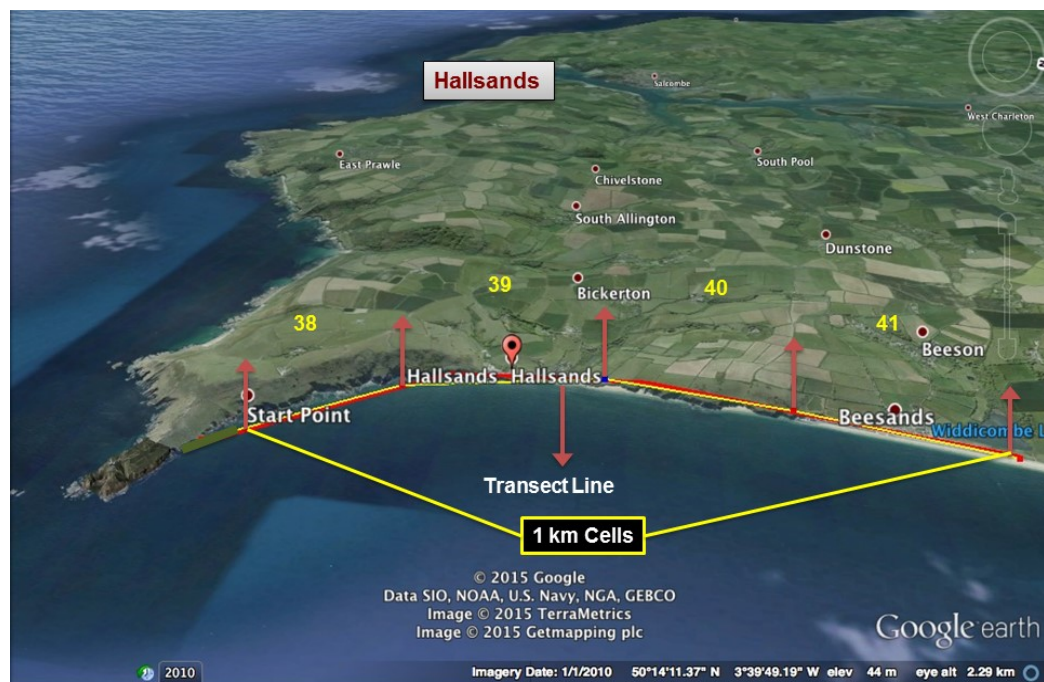 Hallsands
Salcombe
West Charleton
East Prawle
South Pool
Chivelstone
South Allington
Dunstone
39
Bickerton
40
38
41
Beeson
Hallsands Hallsands
Start Point
Beesands
Widdicombe L
Transect Line
1 km Cells
© 2015 Google
Data SIO, NOAA, U.S. Navy, NGA, GEBCO
Image © 2015 TerraMetrics
Image © 2015 Getmapping plc
Google earth
2010
Imagery Date: 1/1/2010 50°14'11.37" N 3°39'49.19" W elev 44 m eye alt 2.29 km